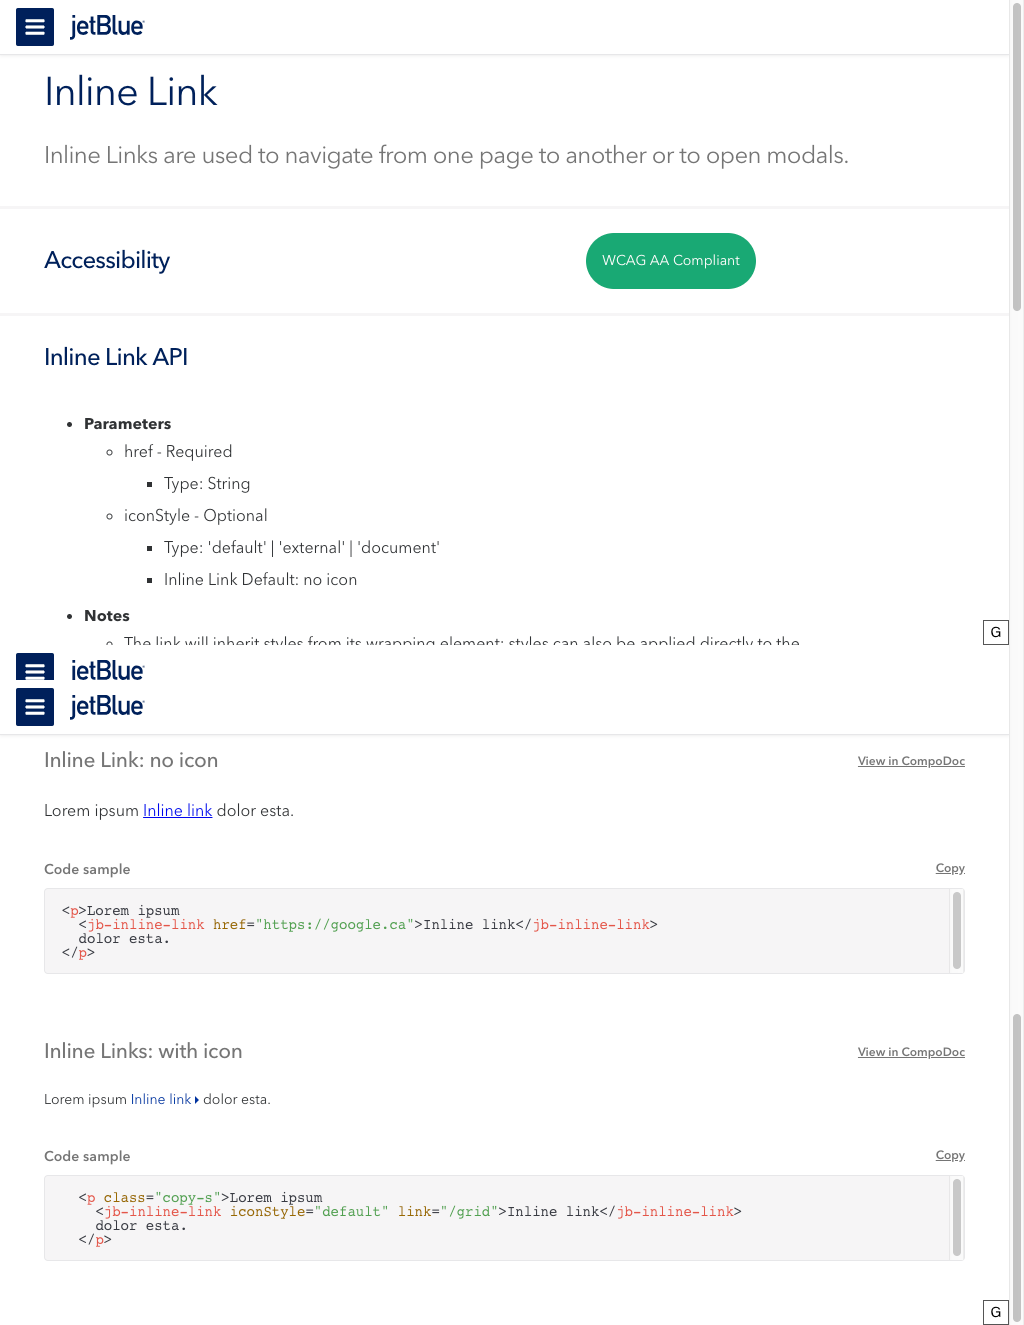 jetBlue
Inline Link
Inline Links are used to navigate from one page to another or to open modals.
Accessibility
WCAG AA Compliant
Inline Link API
Parameters
href - Required
Type: String
iconStyle - Optional
Type: 'default' | 'external' | 'document'
Inline Link Default: no icon
Notes
The link will inherit styles from its wrapping element; styles can also be applied directly to the
G
jetBlue
jetBlue
Inline Link: no icon
View in CompoDoc
Lorem ipsum Inline link dolor esta.
Code sample
Copy
<p>Lorem ipsum
<jb-inline-link href="https://google.ca">Inline link</jb-inline-link>
dolor esta.
</p>
Inline Links: with icon
View in CompoDoc
Lorem ipsum Inline link dolor esta.
Code sample
Copy
<p class="copy-s">Lorem ipsum
<jb-inline-link iconStyle="default" link="/grid">Inline link</jb-inline-link>
dolor esta.
</p>
G